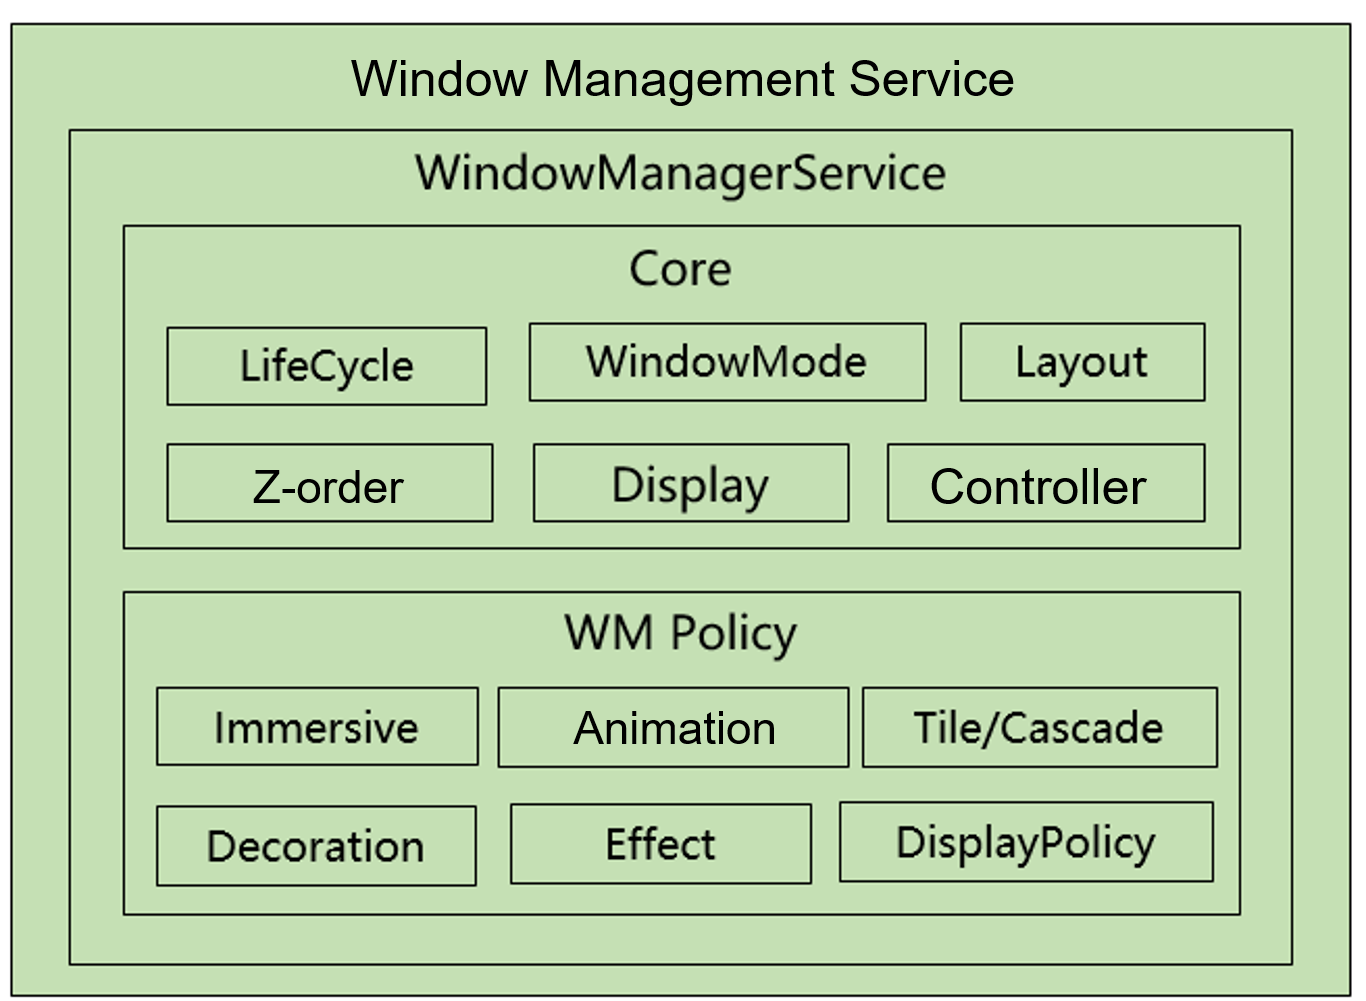 Window Management Service
WindowManagerService
Core
LifeCycle
WindowMode
Layout
Z-order
Display
Controller
WM Policy
Immersive
Animation
Tile/Cascade
Decoration
Effect
DisplayPolicy